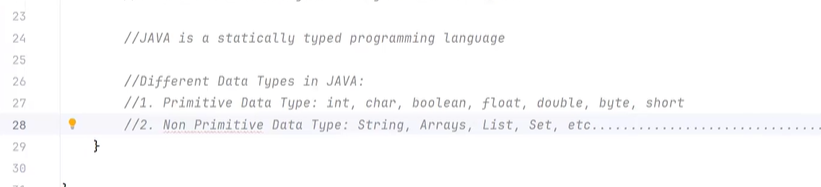 23
24 //JAVA is a statically typed programming language
25
26 //Different Data Types in JAVA:
27 //1. Primitive Data Type: int, char, boolean, float, double, byte, short
28 //2. Non Primitive Data Type: String, Arrays, List, Set, etc..............................
29 }
30